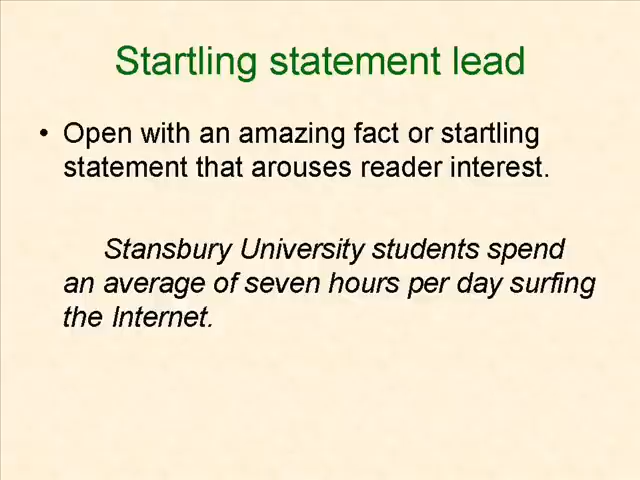 Startling statement lead
• Open with an amazing fact or startling
statement that arouses reader interest.
Stansbury University students spend
an average of seven hours per day surfing
the Internet.